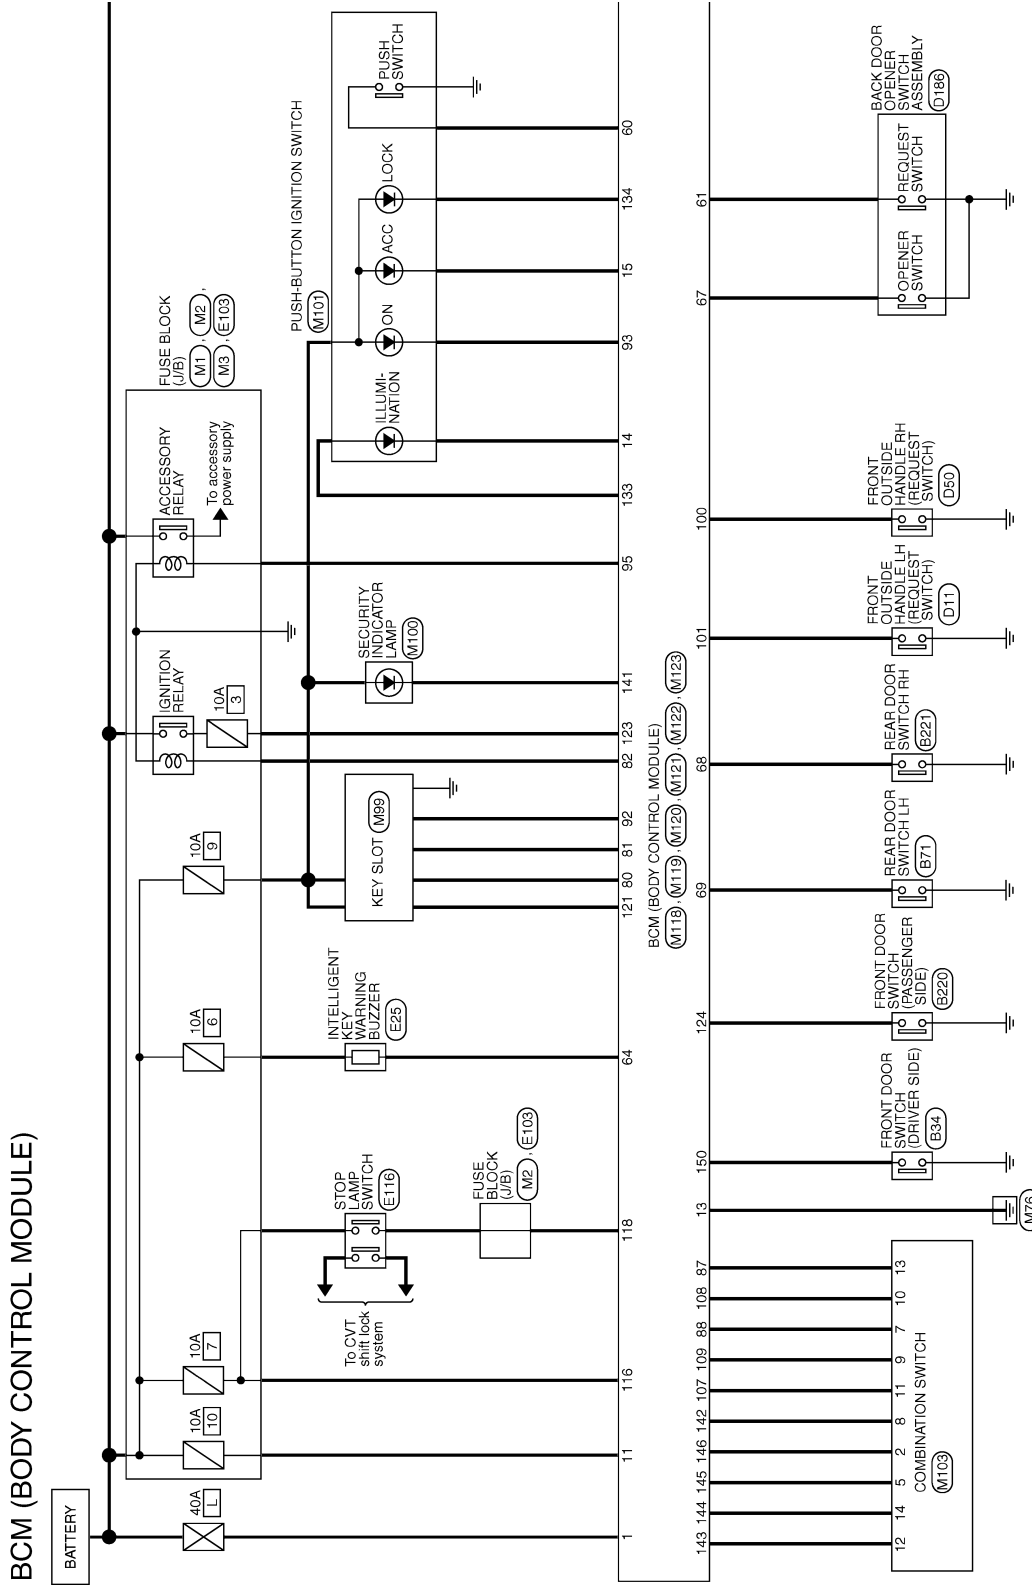 BCM (BODY CONTROL MODULE)
BATTERY
40A
L
10A
10
10A
7
10A
6
10A
9
IGNITION
RELAY
10A
3
ACCESSORY
RELAY
To accessory
power supply
FUSE BLOCK
(J/B)
M1 , M2 ,
M3 , E103
To CVT
shift lock
system
STOP
LAMP
SWITCH
E116
FUSE
BLOCK
(J/B)
M2 , E103
INTELLIGENT
KEY
WARNING
BUZZER
E25
KEY SLOT M99
SECURITY
INDICATOR
LAMP
M100
PUSH-BUTTON IGNITION SWITCH
M101
ILLUMI-
NATION
ON
ACC
LOCK
PUSH
SWITCH
1 11 116 118 64 121 80 81 92 82 123 141 95 133 14 93 15 134 60
BCM (BODY CONTROL MODULE)
M118 , M119 , M120 , M121 , M122 , M123
143 144 145 146 142 107 109 88 108 87 13 150 124 69 68 101 100 67 61
12 14 5 2 8 11 9 7 10 13
COMBINATION SWITCH
M103
M76
FRONT DOOR
SWITCH
(DRIVER SIDE)
B34
FRONT DOOR
SWITCH
(PASSENGER
SIDE)
B220
REAR DOOR
SWITCH LH
B71
REAR DOOR
SWITCH RH
B221
FRONT
OUTSIDE
HANDLE LH
(REQUEST
SWITCH)
D11
FRONT
OUTSIDE
HANDLE RH
(REQUEST
SWITCH)
D50
OPENER
SWITCH
REQUEST
SWITCH
BACK DOOR
OPENER
SWITCH
ASSEMBLY
D186